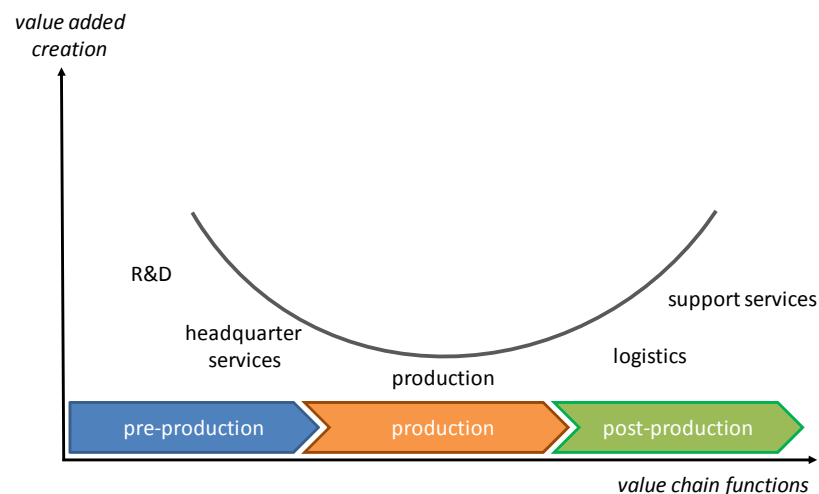 value added
creation
R&D
support services
headquarter
services
logistics
production
pre-production
production
post-production
value chain functions